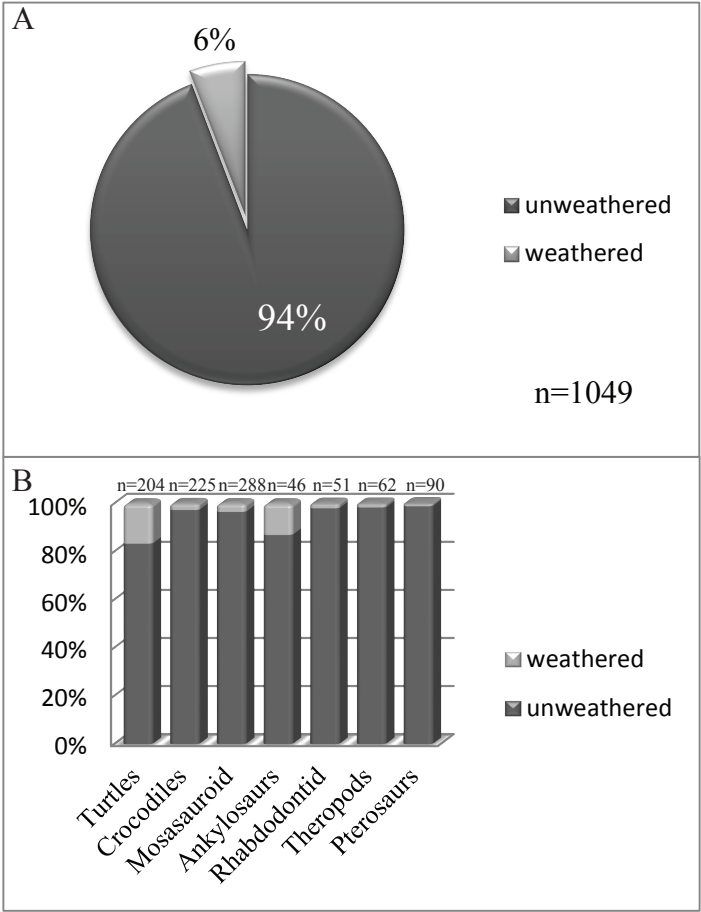 A
6%
94%
unweathered
weathered
n=1049
B
n=204 n=225 n=288 n=46 n=51 n=62 n=90
100%
80%
60%
40%
20%
0%
weathered
unweathered
Turtles
Crocodiles
Mosasauroid
Ankylosaurs
Rhabdodontid
Theropods
Pterosaurs